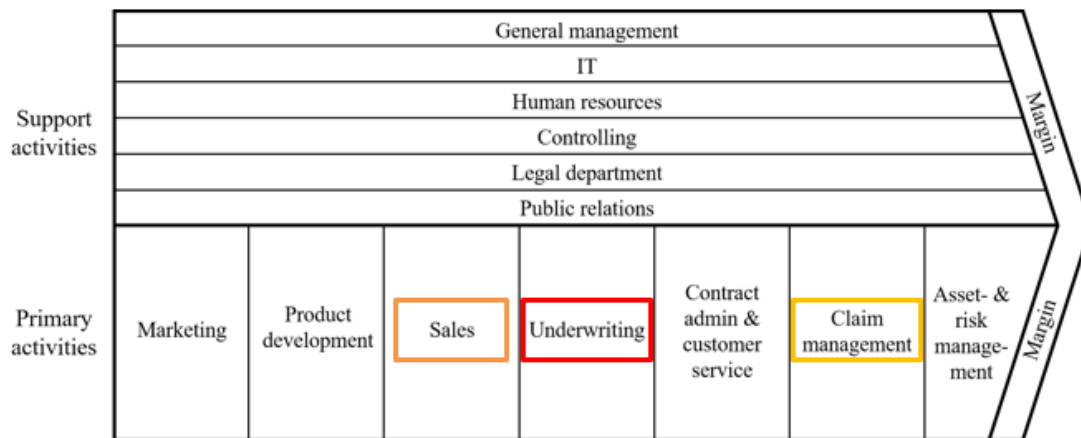 General management
IT
Human resources
Controlling
Legal department
Public relations
Support
activities
Margin
Primary
activities
Marketing
Product
development
Sales
Underwriting
Contract
admin &
customer
service
Claim
management
Asset- &
risk
manage-
ment
Margin